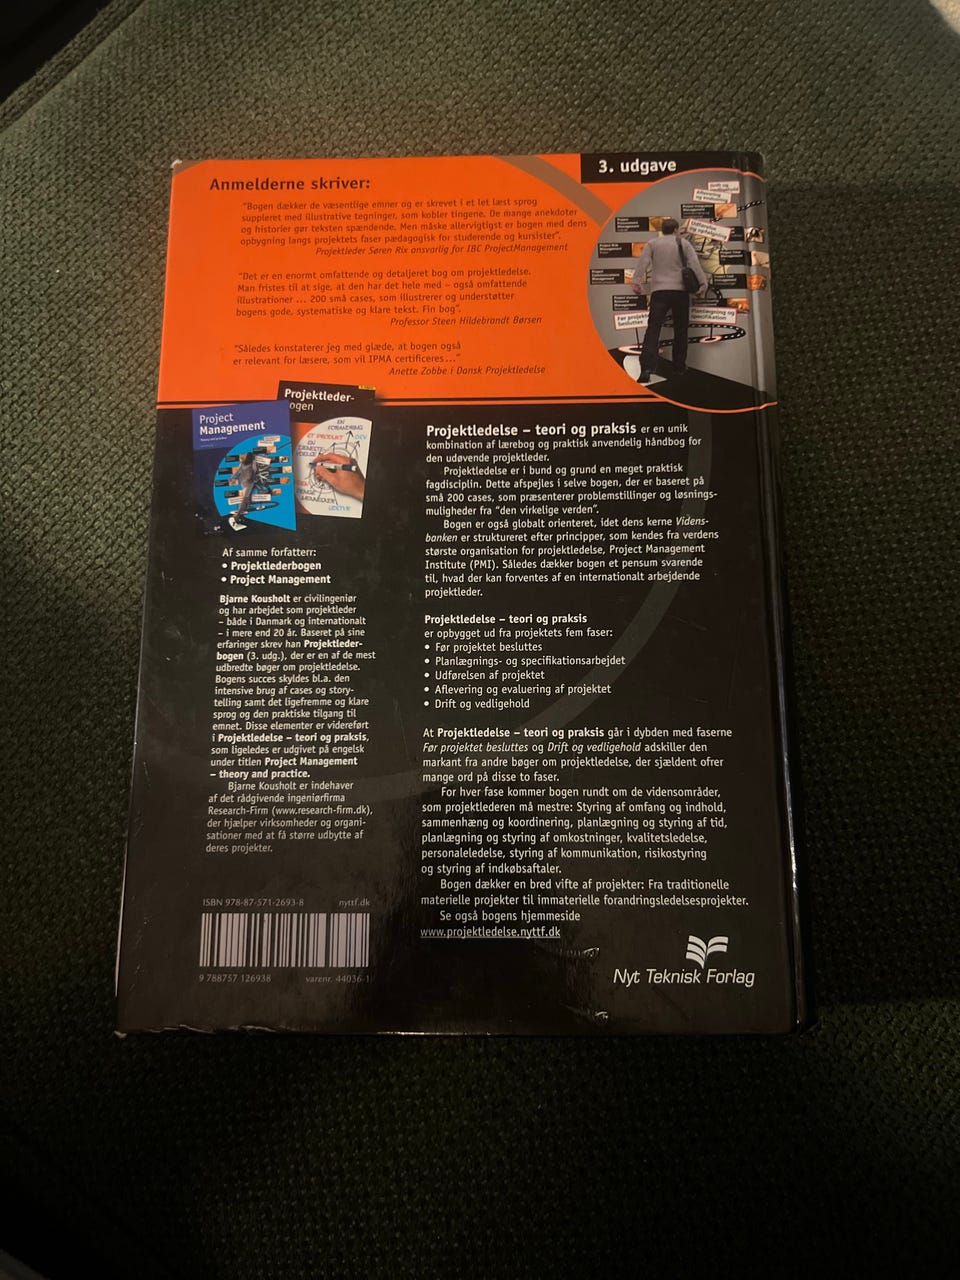 3. udgave
Anmelderne skriver:
"Bogen dækker de væsentlige emner og er skrevet i et let læst sprog
suppleret med illustrative tegninger, som kobler tingene. De mange anekdoter
og historier gør teksten spændende. Men måske allervigtigst er bogen med dens
opbygning langs projektets faser pædagogisk for studerende og kursister".
Projektleder Søren Rix ansvarlig for IBC ProjectManagement
"Det er en enormt omfattende og detaljeret bog om projektledelse.
Man fristes til at sige, at den har det hele med – også omfattende
illustrationer ... 200 små cases, som illustrerer og understøtter
bogens gode, systematiske og klare tekst. Fin bog".
Professor Steen Hildebrandt Børsen
"Således konstaterer jeg med glæde, at bogen også
er relevant for læsere, som vil IPMA certificeres..."
Anette Zobbe i Dansk Projektledelse
Før projektet
besluttes
Planlægning og
specifikation
Udførelse
og opfølgning
Aflevering
og evaluering
Projektleder-
bogen
Project
Management
EN
FORANDRING
ET PRODUKT
Af samme forfatterr:
• Projektlederbogen
• Project Management
Bjarne Kousholt er civilingeniør
og har arbejdet som projektleder
– både i Danmark og internationalt
– i mere end 20 år. Baseret på sine
erfaringer skrev han Projektleder-
bogen (3. udg.), der er en af de mest
udbredte bøger om projektledelse.
Bogens succes skyldes bl.a. den
intensive brug af cases og story-
telling samt det ligefremme og klare
sprog og den praktiske tilgang til
emnet. Disse elementer er videreført
i Projektledelse – teori og praksis,
som ligeledes er udgivet på engelsk
under titlen Project Management
– theory and practice.
Bjarne Kousholt er indehaver
af det rådgivende ingeniørfirma
Research-Firm (www.research-firm.dk),
der hjælper virksomheder og organi-
sationer med at få større udbytte af
deres projekter.
ISBN 978-87-571-2693-8 nyttf.dk
9 788757 126938 varenr. 44036-1
Projektledelse – teori og praksis er en unik
kombination af lærebog og praktisk anvendelig håndbog for
den udøvende projektleder.
Projektledelse er i bund og grund en meget praktisk
fagdisciplin. Dette afspejles i selve bogen, der er baseret på
små 200 cases, som præsenterer problemstillinger og løsnings-
muligheder fra "den virkelige verden".
Bogen er også globalt orienteret, idet dens kerne Videns-
banken er struktureret efter principper, som kendes fra verdens
største organisation for projektledelse, Project Management
Institute (PMI). Således dækker bogen et pensum svarende
til, hvad der kan forventes af en internationalt arbejdende
projektleder.
Projektledelse – teori og praksis
er opbygget ud fra projektets fem faser:
• Før projektet besluttes
• Planlægnings- og specifikationsarbejdet
• Udførelsen af projektet
• Aflevering og evaluering af projektet
• Drift og vedligehold
At Projektledelse – teori og praksis går i dybden med faserne
Før projektet besluttes og Drift og vedligehold adskiller den
markant fra andre bøger om projektledelse, der sjældent ofrer
mange ord på disse to faser.
For hver fase kommer bogen rundt om de vidensområder,
som projektlederen må mestre: Styring af omfang og indhold,
sammenhæng og koordinering, planlægning og styring af tid,
planlægning og styring af omkostninger, kvalitetsledelse,
personaleledelse, styring af kommunikation, risikostyring
og styring af indkøbsaftaler.
Bogen dækker en bred vifte af projekter: Fra traditionelle
materielle projekter til immaterielle forandringsledelsesprojekter.
Se også bogens hjemmeside
www.projektledelse.nyttf.dk
Nyt Teknisk Forlag